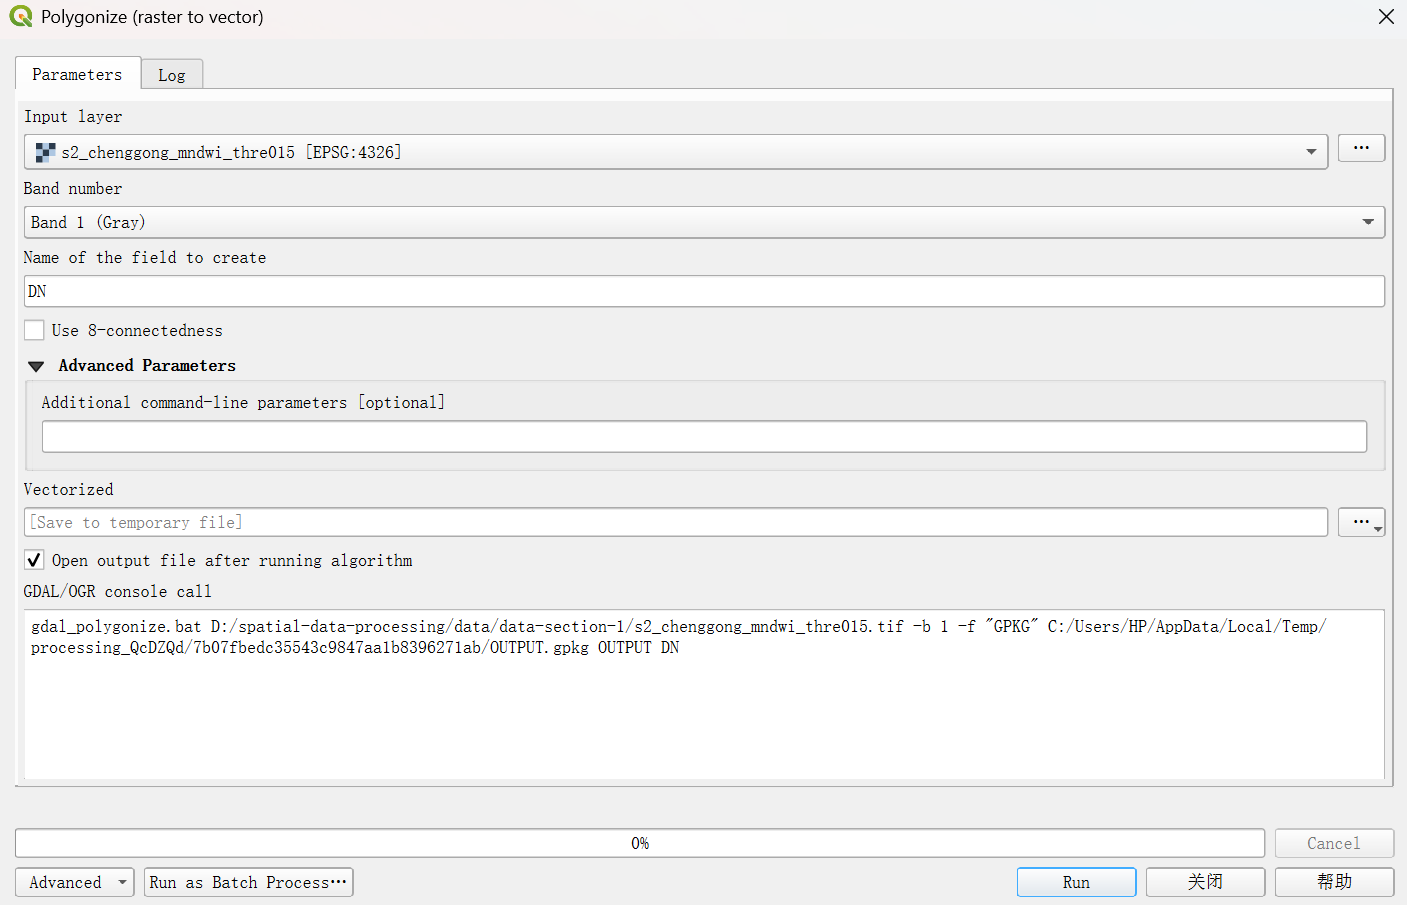 Polygonize (raster to vector)
Parameters
Log
Input layer
s2_chenggong_mndwi_thre015 [EPSG:4326]
...
Band number
Band 1 (Gray)
Name of the field to create
DN
Use 8-connectedness
Advanced Parameters
Additional command-line parameters [optional]
Vectorized
[Save to temporary file]
...
Open output file after running algorithm
GDAL/OGR console call
gdal_polygonize.bat D:/spatial-data-processing/data/data-section-1/s2_chenggong_mndwi_thre015.tif -b 1 -f "GPKG" C:/Users/HP/AppData/Local/Temp/
processing_QcDZQd/7b07fbedc35543c9847aa1b8396271ab/OUTPUT.gpkg OUTPUT DN
0%
Cancel
Advanced
Run as Batch Process…
Run
关闭
帮助